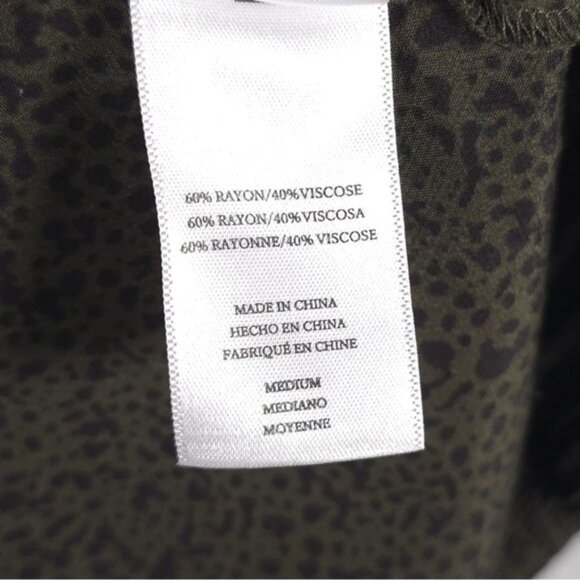 60% RAYON/40% VISCOSE
60% RAYON/40% VISCOSA
60% RAYONNE/40% VISCOSE
MADE IN CHINA
HECHO EN CHINA
FABRIQUÉ EN CHINE
MEDIUM
MEDIANO
MOYENNE